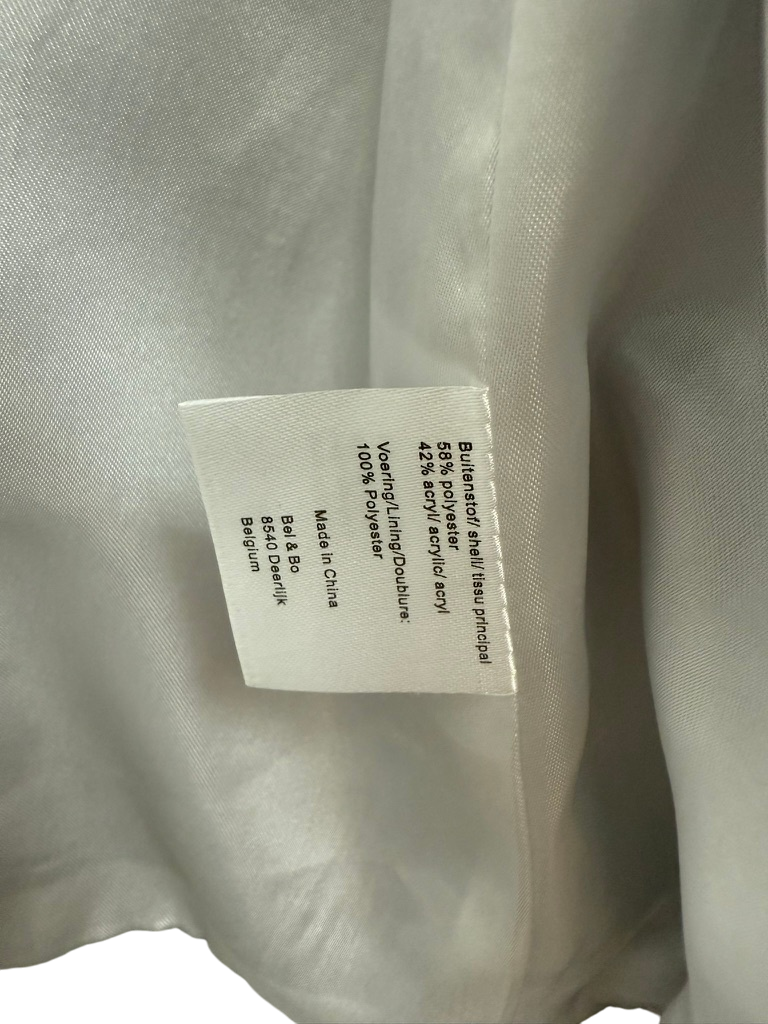 Buitenstof/ shell/ tissu principal
58% polyester
42% acryl/ acrylic/ acryl
Voering/Lining/Doublure:
100% Polyester
Made in China
Bel & Bo
8540 Deerlijk
Belgium